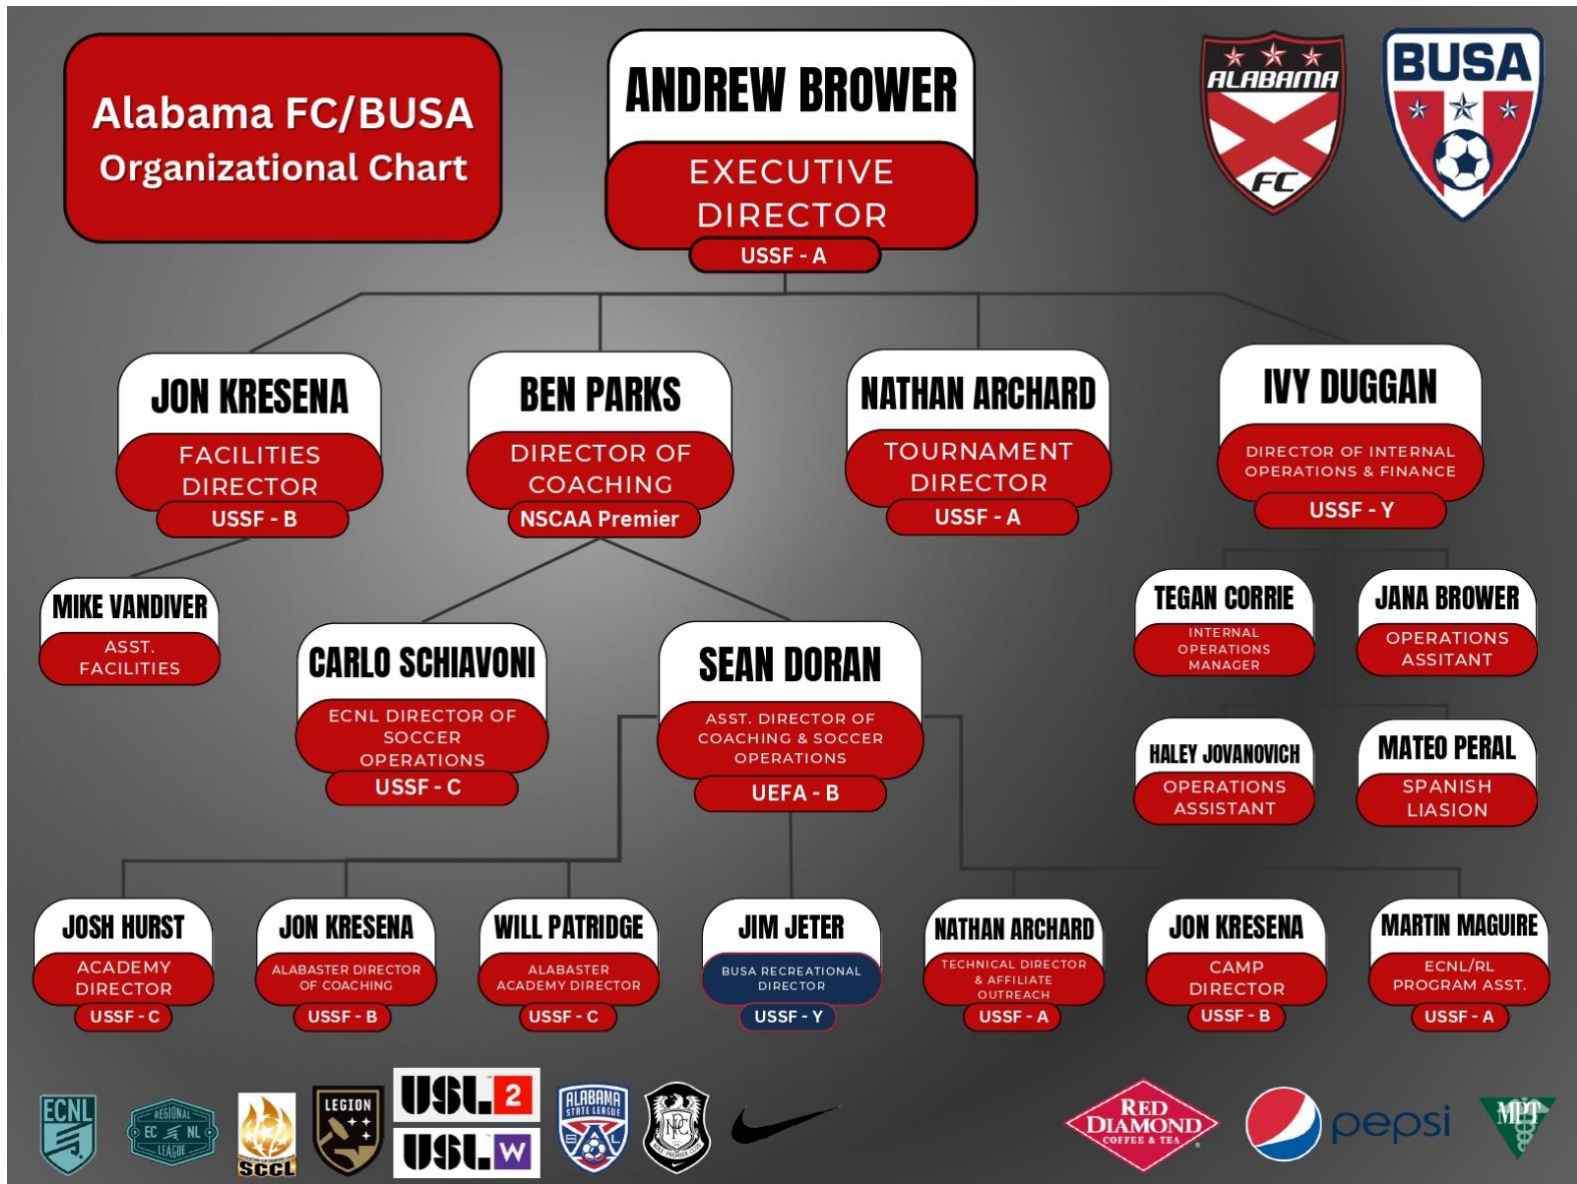 Alabama FC/BUSA
Organizational Chart
ANDREW BROWER
EXECUTIVE
DIRECTOR
USSF - A
ALABAMA
FC
BUSA
JON KRESENA
FACILITIES
DIRECTOR
USSF - B
BEN PARKS
DIRECTOR OF
COACHING
NSCAA Premier
NATHAN ARCHARD
TOURNAMENT
DIRECTOR
USSF - A
IVY DUGGAN
DIRECTOR OF INTERNAL
OPERATIONS & FINANCE
USSF - Y
MIKE VANDIVER
ASST.
FACILITIES
CARLO SCHIAVONI
ECNL DIRECTOR OF
SOCCER
OPERATIONS
USSF - C
SEAN DORAN
ASST. DIRECTOR OF
COACHING & SOCCER
OPERATIONS
UEFA - B
TEGAN CORRIE
INTERNAL
OPERATIONS
MANAGER
JANA BROWER
OPERATIONS
ASSITANT
HALEY JOVANOVICH
OPERATIONS
ASSISTANT
MATEO PERAL
SPANISH
LIASION
JOSH HURST
ACADEMY
DIRECTOR
USSF - C
JON KRESENA
ALABASTER DIRECTOR
OF COACHING
USSF - B
WILL PATRIDGE
ALABASTER
ACADEMY DIRECTOR
USSF - C
JIM JETER
BUSA RECREATIONAL
DIRECTOR
USSF - Y
NATHAN ARCHARD
TECHNICAL DIRECTOR
& AFFILIATE
OUTREACH
USSF - A
JON KRESENA
CAMP
DIRECTOR
USSF - B
MARTIN MAGUIRE
ECNL/RL
PROGRAM ASST.
USSF - A
ECNL
REGIONAL
EC NL
LEAGUE
SCCL
LEGION
USL 2
USL W
ALABAMA
STATE LEAGUE
S L
NPC
RED
DIAMOND
COFFEE & TEA
pepsi
MPT